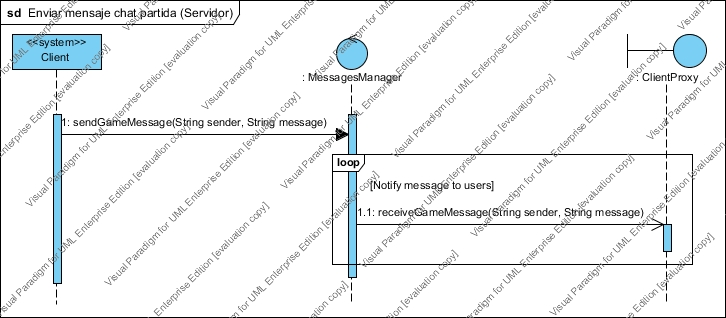 sd Enviar mensaje chat partida (Servidor)
<<system>>
Client
: MessagesManager
: ClientProxy
1: sendGameMessage(String sender, String message)
loop
[Notify message to users]
1.1: receiveGameMessage(String sender, String message)
Visual Paradigm for UML Enterprise Edition [evaluation copy]